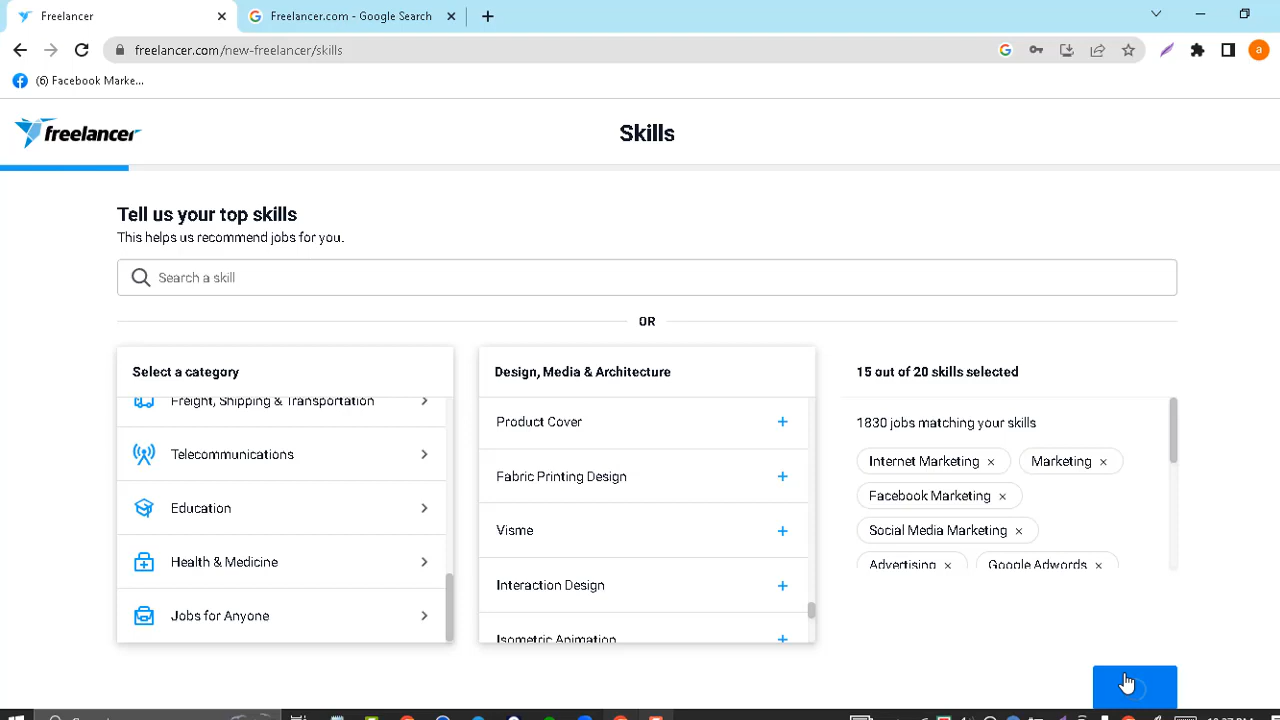 Freelancer
Freelancer.com - Google Search
freelancer.com/new-freelancer/skills
a
(6) Facebook Marke...
freelancer
Skills
Tell us your top skills
This helps us recommend jobs for you.
Search a skill
OR
Select a category
Freight, Shipping & Transportation
Telecommunications
Education
Health & Medicine
Jobs for Anyone
Design, Media & Architecture
Product Cover
Fabric Printing Design
Visme
Interaction Design
Isometric Animation
15 out of 20 skills selected
1830 jobs matching your skills
Internet Marketing × Marketing ×
Facebook Marketing ×
Social Media Marketing ×
Advertising × Google Adwords ×